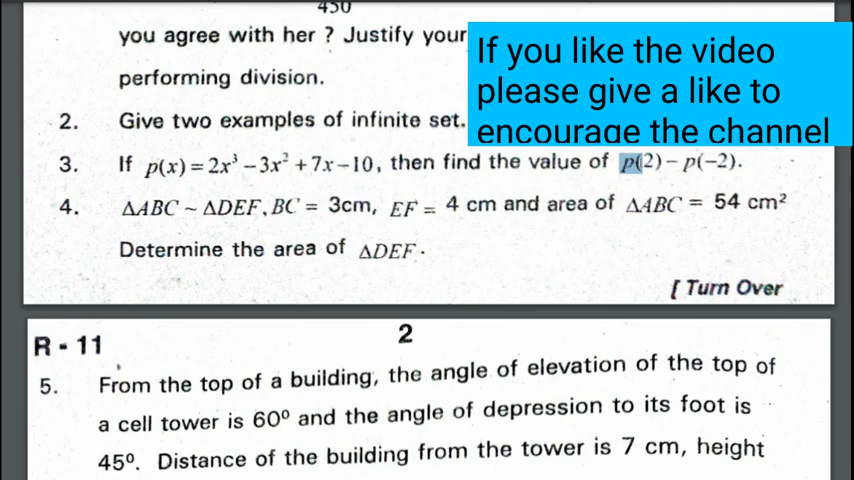 450
you agree with her ? Justify your
performing division.
If you like the video
please give a like to
encourage the channel
2. Give two examples of infinite set.
3. If p(x) = 2x³ – 3x² + 7x – 10, then find the value of p(2) – p(–2).
4. ΔABC ~ ΔDEF, BC = 3cm, EF = 4 cm and area of ΔABC = 54 cm²
Determine the area of ΔDEF.
[ Turn Over
R - 11
2
5. From the top of a building, the angle of elevation of the top of
a cell tower is 60⁰ and the angle of depression to its foot is
45⁰. Distance of the building from the tower is 7 cm, height